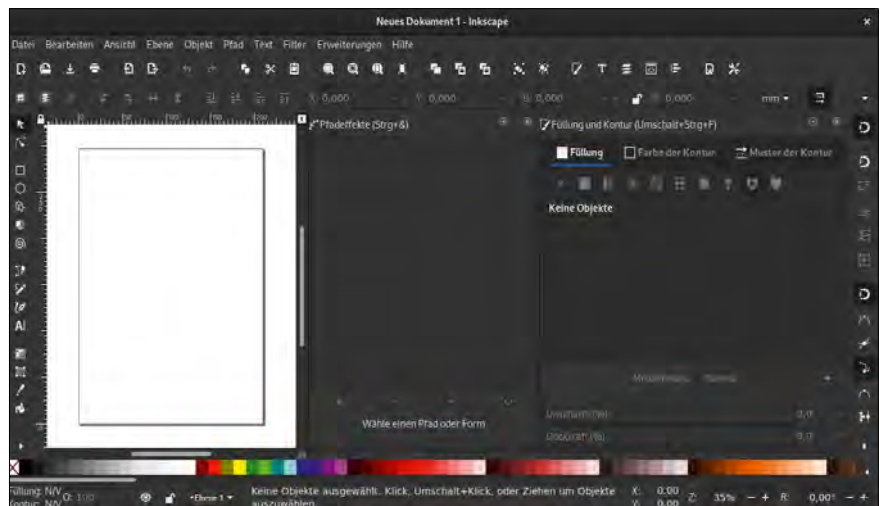 Neues Dokument 1 - Inkscape
Datei Bearbeiten Ansicht Ebene Objekt Pfad Text Filter Erweiterungen Hilfe
X: 0,000 Y: 0,000 B: 0,000 H: 0,000 mm
Pfadeffekte (Strg+&)
Füllung und Kontur (Umschalt+Strg+F)
Füllung Farbe der Kontur Muster der Kontur
Keine Objekte
Wähle einen Pfad oder Form
Unschärfe (%) 0,0
Opazität (%) 0,0
Füllung: N/V
Kontur: N/V
O: 100
•Ebene 1
Keine Objekte ausgewählt. Klick, Umschalt+Klick, oder Ziehen um Objekte
auszuwählen.
X: 0.00
Y: 0.00
Z: 35% − + R: 0,00° − +